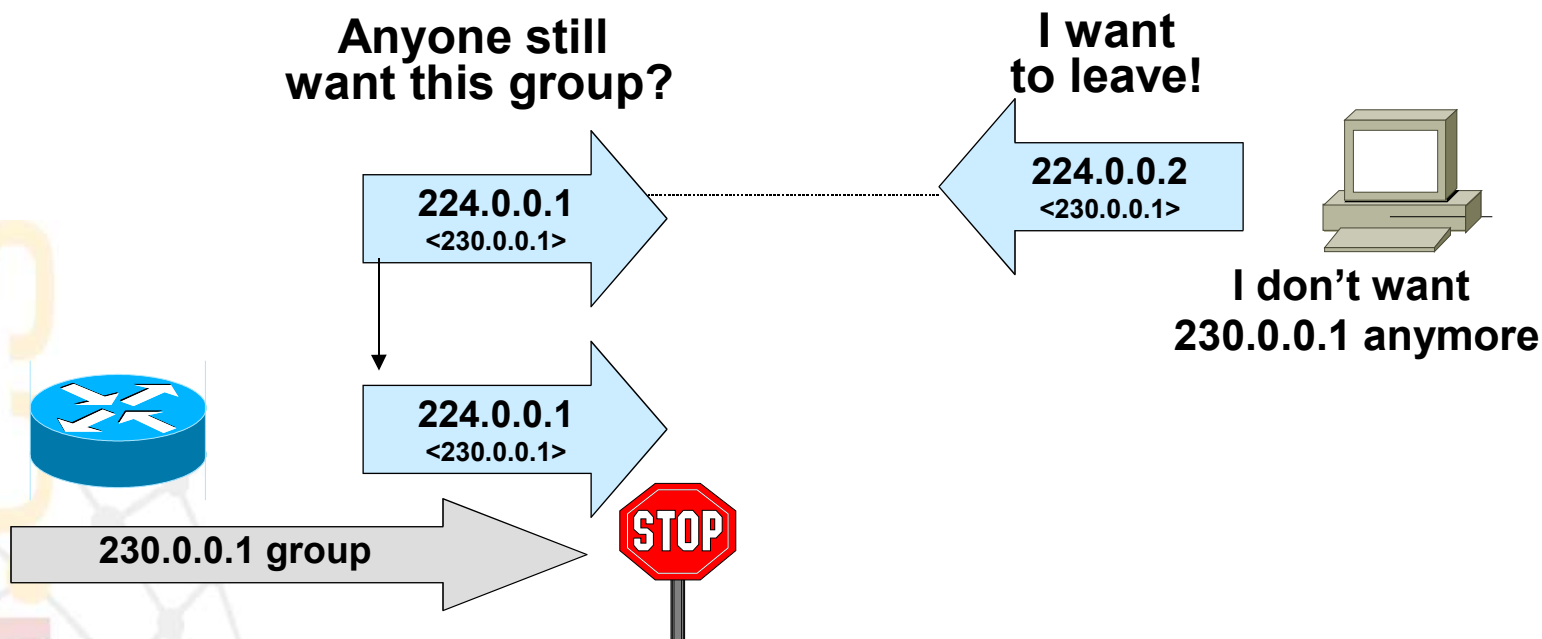 Anyone still
want this group?
I want
to leave!
224.0.0.1
<230.0.0.1>
224.0.0.2
<230.0.0.1>
I don’t want
230.0.0.1 anymore
224.0.0.1
<230.0.0.1>
STOP
230.0.0.1 group